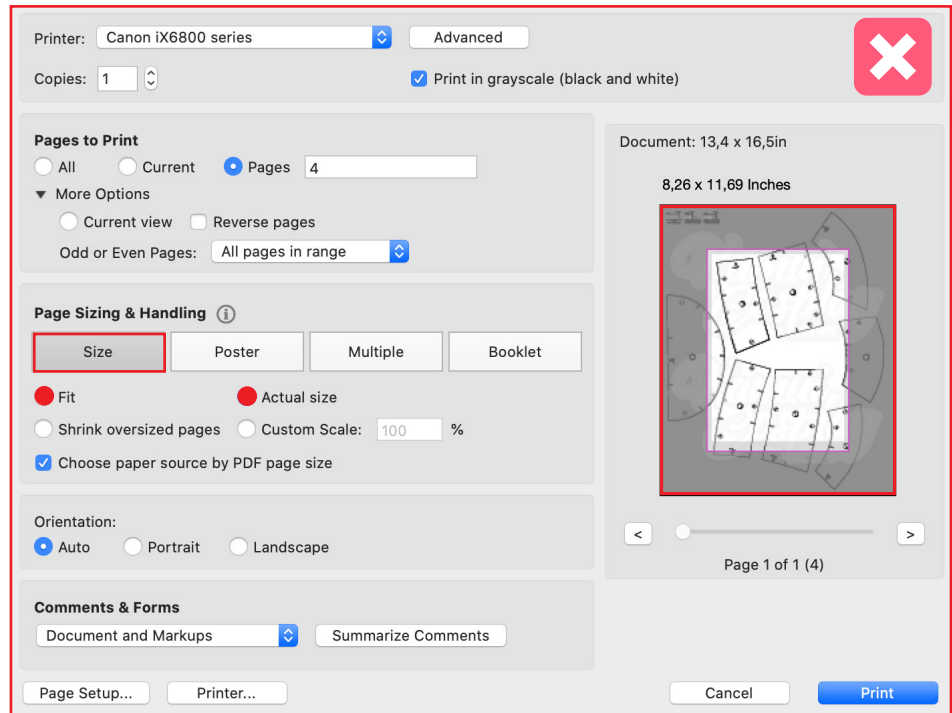 Printer: Canon iX6800 series Advanced
Copies: 1 Print in grayscale (black and white)
Pages to Print
All Current Pages 4
More Options
Current view Reverse pages
Odd or Even Pages: All pages in range
Page Sizing & Handling
Size Poster Multiple Booklet
Fit Actual size
Shrink oversized pages Custom Scale: 100 %
Choose paper source by PDF page size
Orientation:
Auto Portrait Landscape
Comments & Forms
Document and Markups Summarize Comments
Page Setup... Printer...
Document: 13,4 x 16,5in
8,26 x 11,69 Inches
< >
Page 1 of 1 (4)
Cancel Print